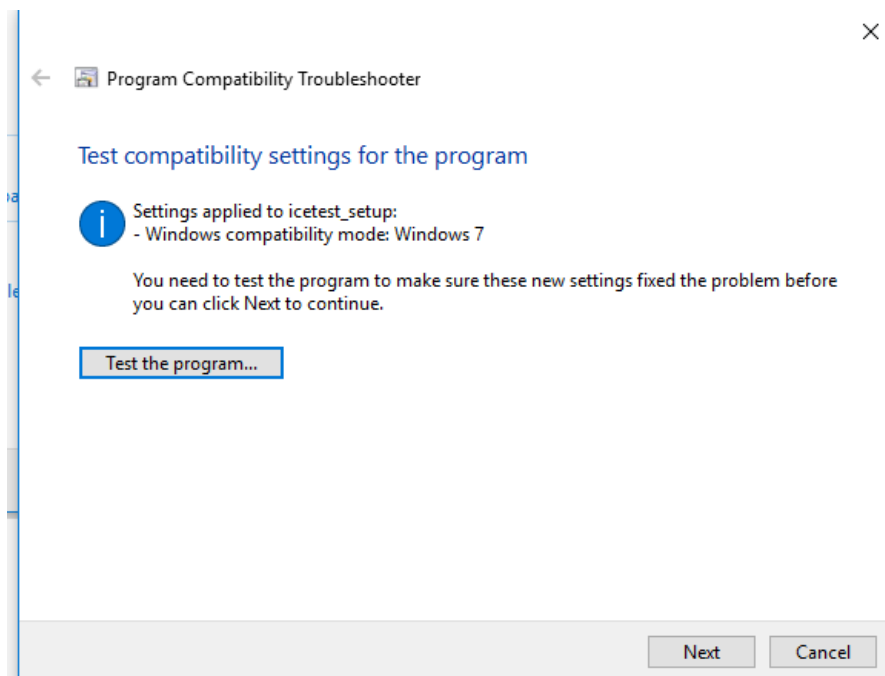 Program Compatibility Troubleshooter
Test compatibility settings for the program
Settings applied to icetest_setup:
- Windows compatibility mode: Windows 7
You need to test the program to make sure these new settings fixed the problem before
you can click Next to continue.
Test the program...
Next
Cancel